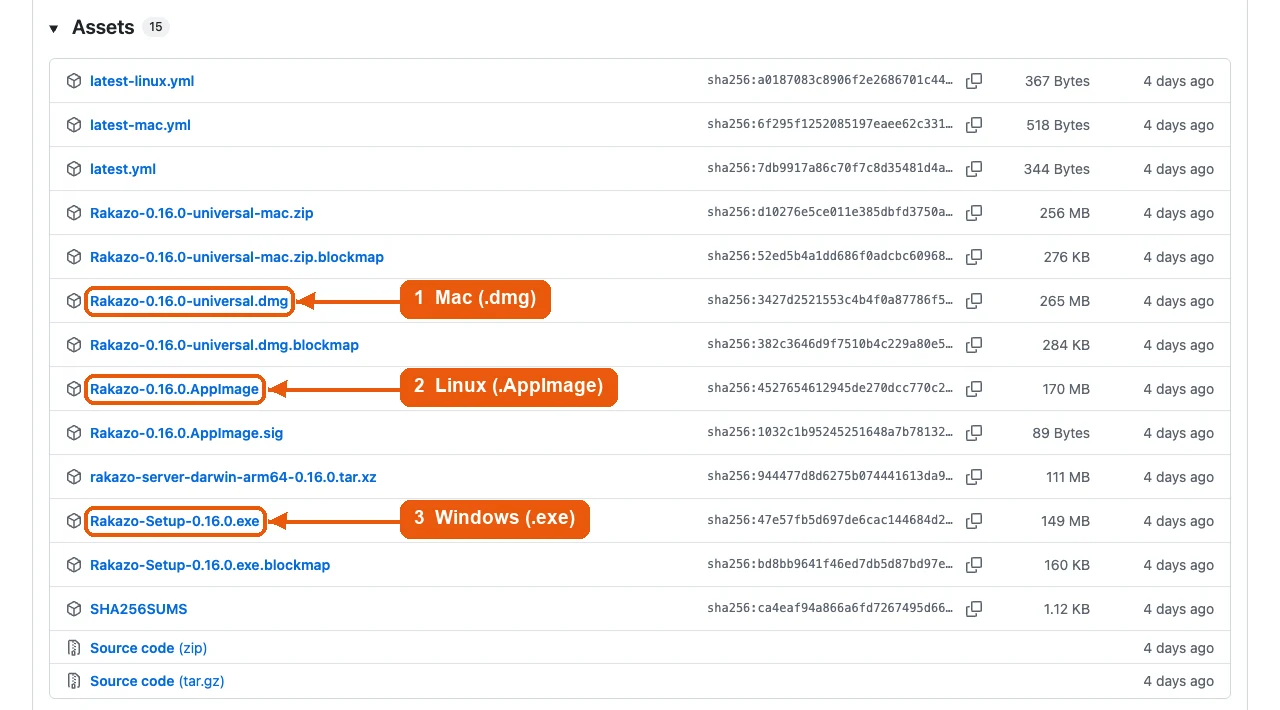 Assets 15
latest-linux.yml sha256:a0187083c8906f2e2686701c44… 367 Bytes 4 days ago
latest-mac.yml sha256:6f295f1252085197eaee62c331… 518 Bytes 4 days ago
latest.yml sha256:7db9917a86c70f7c8d35481d4a… 344 Bytes 4 days ago
Rakazo-0.16.0-universal-mac.zip sha256:d10276e5ce011e385dbfd3750a… 256 MB 4 days ago
Rakazo-0.16.0-universal-mac.zip.blockmap sha256:52ed5b4a1dd686f0adcbc60968… 276 KB 4 days ago
Rakazo-0.16.0-universal.dmg 1 Mac (.dmg) sha256:3427d2521553c4b4f0a87786f5… 265 MB 4 days ago
Rakazo-0.16.0-universal.dmg.blockmap sha256:382c3646d9f7510b4c229a80e5… 284 KB 4 days ago
Rakazo-0.16.0.AppImage 2 Linux (.AppImage) sha256:4527654612945de270dcc770c2… 170 MB 4 days ago
Rakazo-0.16.0.AppImage.sig sha256:1032c1b95245251648a7b78132… 89 Bytes 4 days ago
rakazo-server-darwin-arm64-0.16.0.tar.xz sha256:944477d8d6275b074441613da9… 111 MB 4 days ago
Rakazo-Setup-0.16.0.exe 3 Windows (.exe) sha256:47e57fb5d697de6cac144684d2… 149 MB 4 days ago
Rakazo-Setup-0.16.0.exe.blockmap sha256:bd8bb9641f46ed7db5d87bd97e… 160 KB 4 days ago
SHA256SUMS sha256:ca4eaf94a866a6fd7267495d66… 1.12 KB 4 days ago
Source code (zip) 4 days ago
Source code (tar.gz) 4 days ago